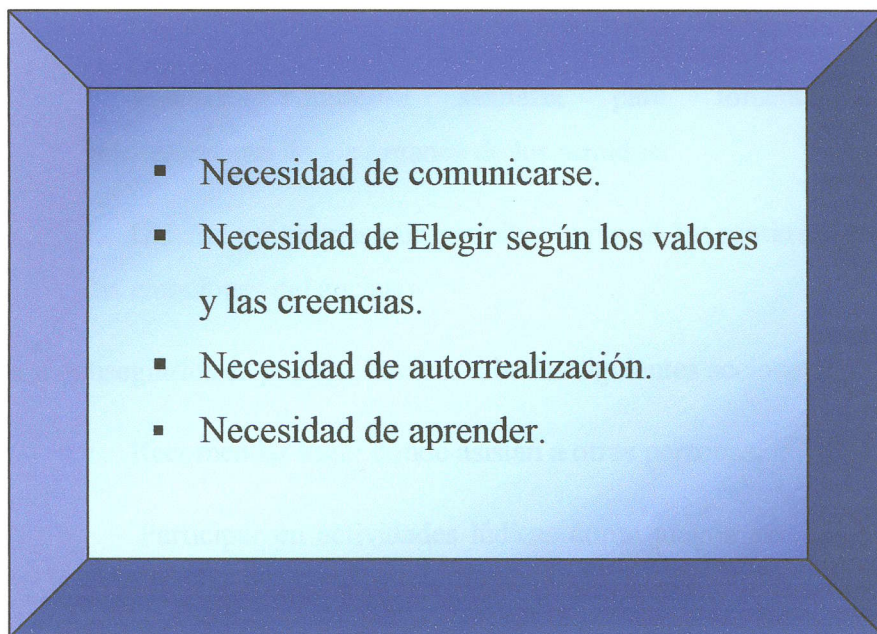 ▪ Necesidad de comunicarse.
▪ Necesidad de Elegir según los valores
y las creencias.
▪ Necesidad de autorrealización.
▪ Necesidad de aprender.